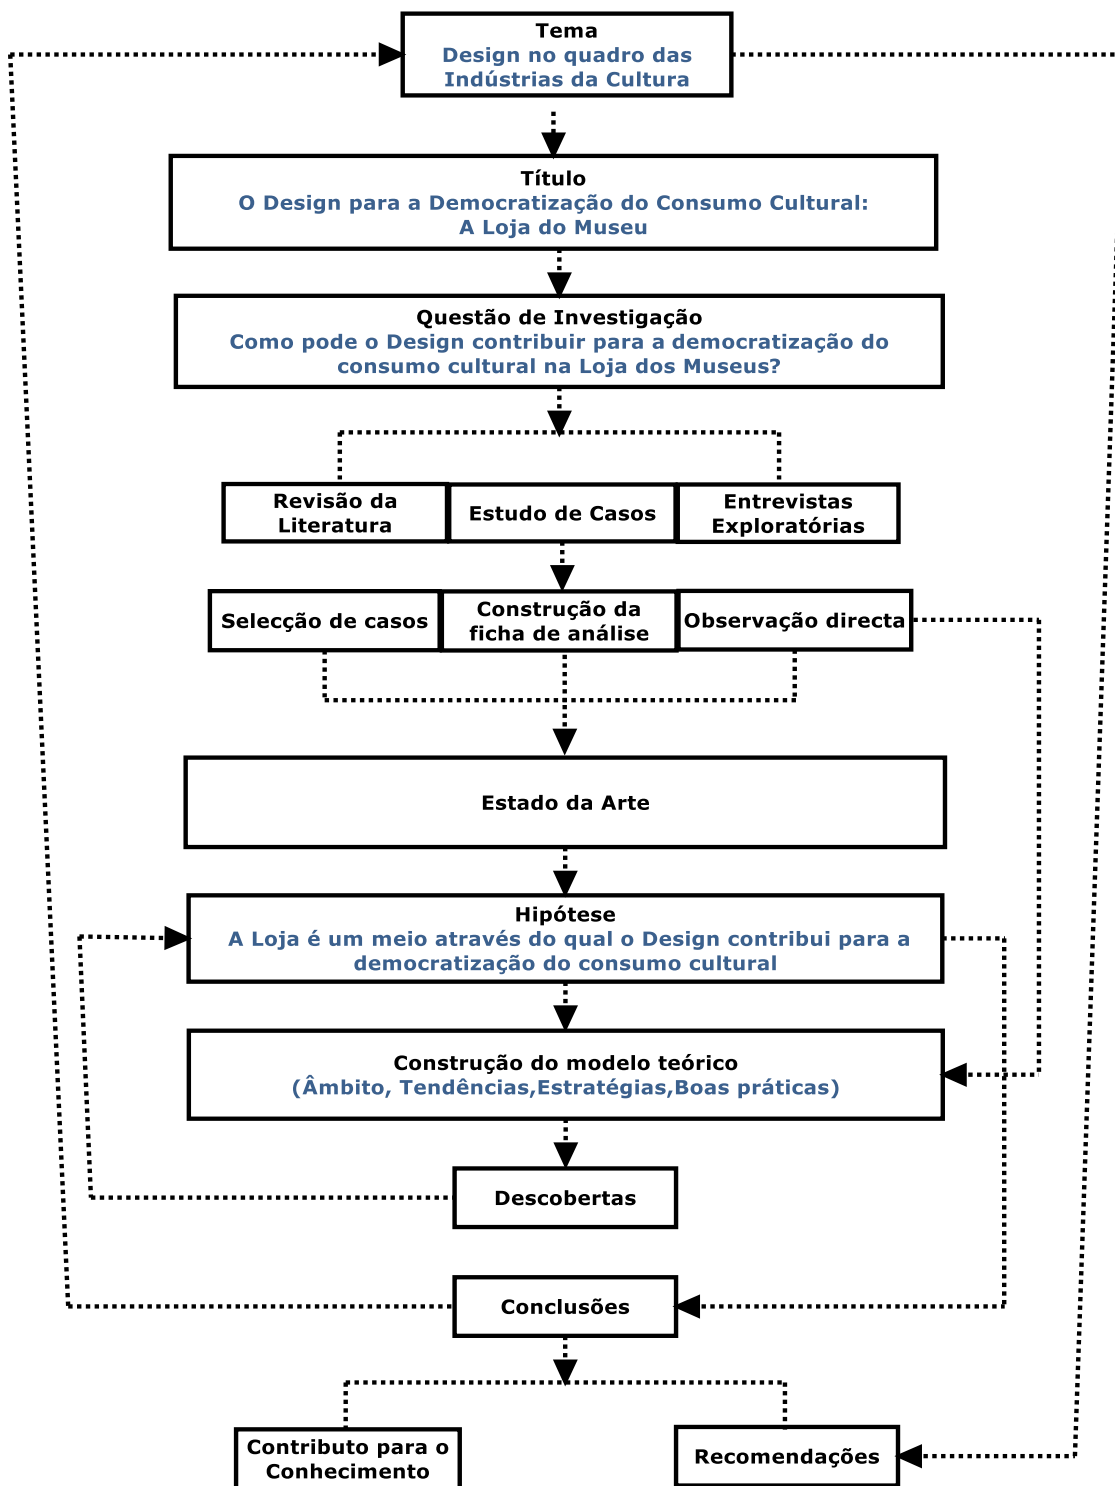 Tema
Design no quadro das
Indústrias da Cultura
Título
O Design para a Democratização do Consumo Cultural:
A Loja do Museu
Questão de Investigação
Como pode o Design contribuir para a democratização do
consumo cultural na Loja dos Museus?
Revisão da
Literatura
Estudo de Casos
Entrevistas
Exploratórias
Selecção de casos
Construção da
ficha de análise
Observação directa
Estado da Arte
Hipótese
A Loja é um meio através do qual o Design contribui para a
democratização do consumo cultural
Construção do modelo teórico
(Âmbito, Tendências,Estratégias,Boas práticas)
Descobertas
Conclusões
Contributo para o
Conhecimento
Recomendações